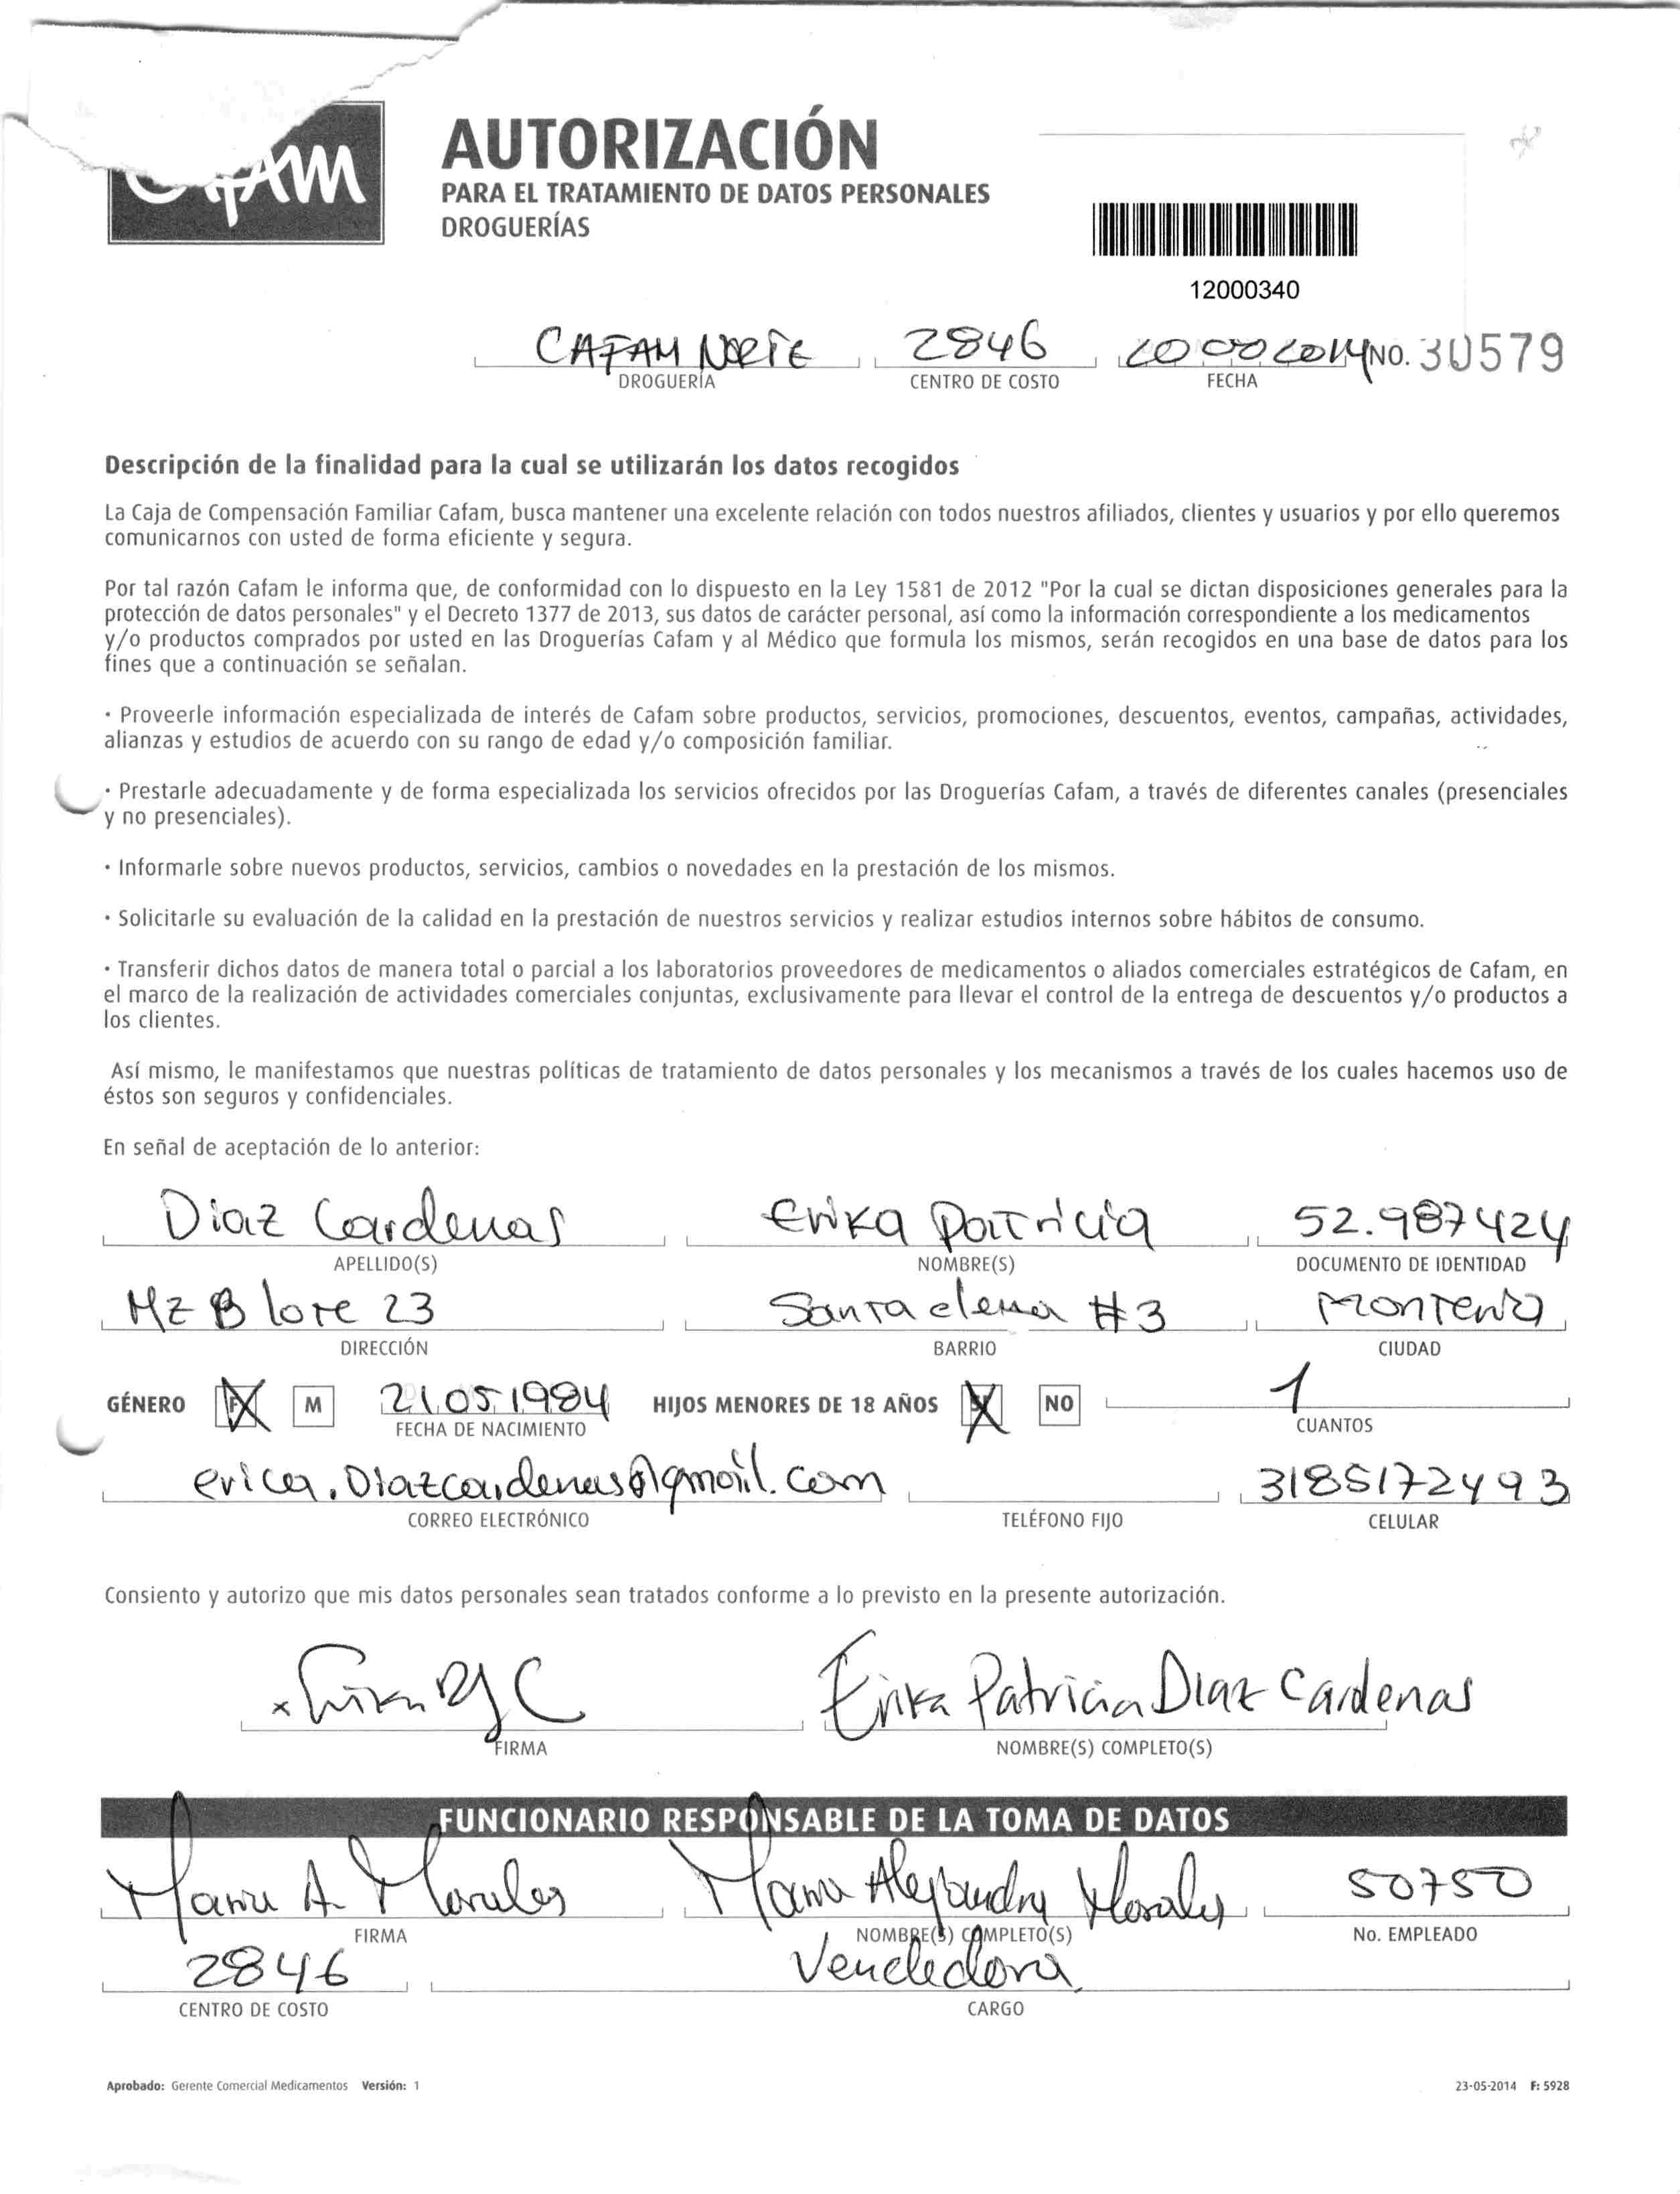 Cafam
AUTORIZACIÓN
PARA EL TRATAMIENTO DE DATOS PERSONALES
DROGUERÍAS
12000340
CAFAM NORTE 2846 NO. 30579
DROGUERÍA CENTRO DE COSTO FECHA
Descripción de la finalidad para la cual se utilizarán los datos recogidos
La Caja de Compensación Familiar Cafam, busca mantener una excelente relación con todos nuestros afiliados, clientes y usuarios y por ello queremos
comunicarnos con usted de forma eficiente y segura.
Por tal razón Cafam le informa que, de conformidad con lo dispuesto en la Ley 1581 de 2012 "Por la cual se dictan disposiciones generales para la
protección de datos personales" y el Decreto 1377 de 2013, sus datos de carácter personal, así como la información correspondiente a los medicamentos
y/o productos comprados por usted en las Droguerías Cafam y al Médico que formula los mismos, serán recogidos en una base de datos para los
fines que a continuación se señalan.
· Proveerle información especializada de interés de Cafam sobre productos, servicios, promociones, descuentos, eventos, campañas, actividades,
alianzas y estudios de acuerdo con su rango de edad y/o composición familiar.
· Prestarle adecuadamente y de forma especializada los servicios ofrecidos por las Droguerías Cafam, a través de diferentes canales (presenciales
y no presenciales).
· Informarle sobre nuevos productos, servicios, cambios o novedades en la prestación de los mismos.
· Solicitarle su evaluación de la calidad en la prestación de nuestros servicios y realizar estudios internos sobre hábitos de consumo.
· Transferir dichos datos de manera total o parcial a los laboratorios proveedores de medicamentos o aliados comerciales estratégicos de Cafam, en
el marco de la realización de actividades comerciales conjuntas, exclusivamente para llevar el control de la entrega de descuentos y/o productos a
los clientes.
Así mismo, le manifestamos que nuestras políticas de tratamiento de datos personales y los mecanismos a través de los cuales hacemos uso de
éstos son seguros y confidenciales.
En señal de aceptación de lo anterior:
Diaz Cardenas Erika Patricia 52.987424
APELLIDO(S) NOMBRE(S) DOCUMENTO DE IDENTIDAD
Mz B lote 23 Santa elena #3
DIRECCIÓN BARRIO CIUDAD
GÉNERO F M 21 05 1984 HIJOS MENORES DE 18 AÑOS NO 1
FECHA DE NACIMIENTO CUANTOS
erica.Diazcardenas@gmail.com 3185172493
CORREO ELECTRÓNICO TELÉFONO FIJO CELULAR
Consiento y autorizo que mis datos personales sean tratados conforme a lo previsto en la presente autorización.
Erika Patricia Diaz Cardenas
FIRMA NOMBRE(S) COMPLETO(S)
FUNCIONARIO RESPONSABLE DE LA TOMA DE DATOS
Maria A. Morales Maria Alejandra Morales 50750
FIRMA NOMBRE(S) COMPLETO(S) No. EMPLEADO
2846 Vendedora
CENTRO DE COSTO CARGO
Aprobado: Gerente Comercial Medicamentos Versión: 1 23-05-2014 F: 5928